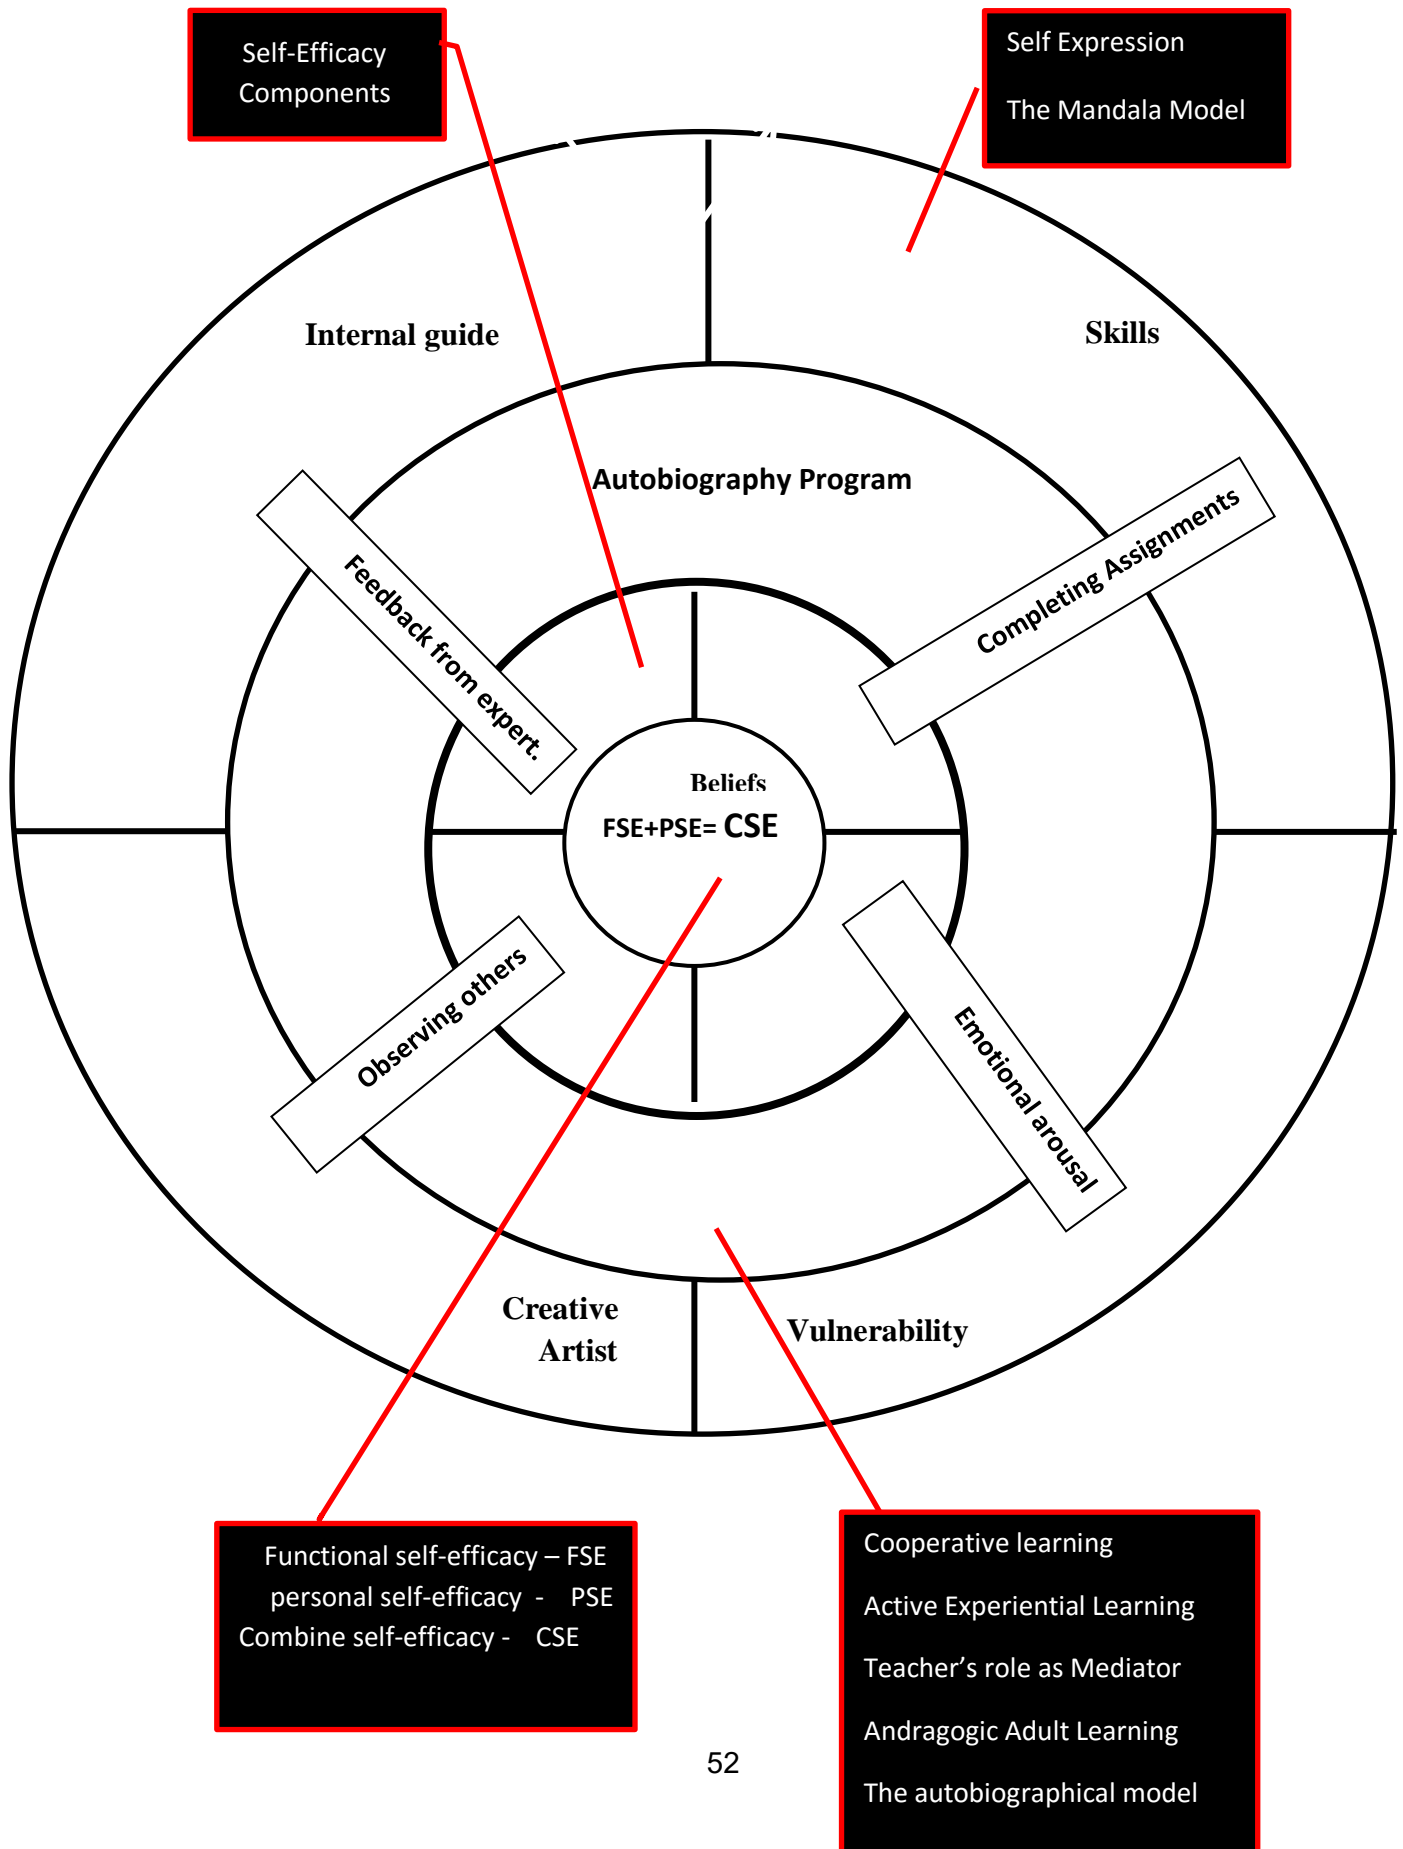 Self-Efficacy
Components
Self Expression
The Mandala Model
Internal guide
Skills
Autobiography Program
Feedback from expert.
Completing Assignments
Beliefs
FSE+PSE= CSE
Observing others
Emotional arousal
Creative
Artist
Vulnerability
Functional self-efficacy – FSE
personal self-efficacy - PSE
Combine self-efficacy - CSE
Cooperative learning
Active Experiential Learning
Teacher’s role as Mediator
Andragogic Adult Learning
The autobiographical model
52